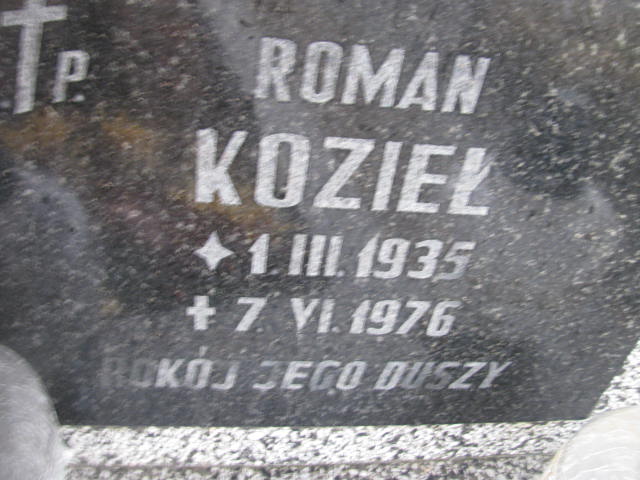 P.
ROMAN
KOZIEŁ
1.III.1935
7.VI.1976
POKÓJ JEGO DUSZY